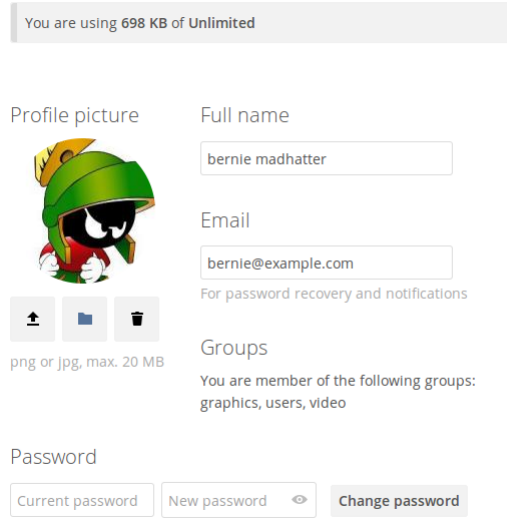 You are using 698 KB of Unlimited
Profile picture
Full name
bernie madhatter
Email
bernie@example.com
For password recovery and notifications
png or jpg, max. 20 MB
Groups
You are member of the following groups:
graphics, users, video
Password
Current password
New password
Change password